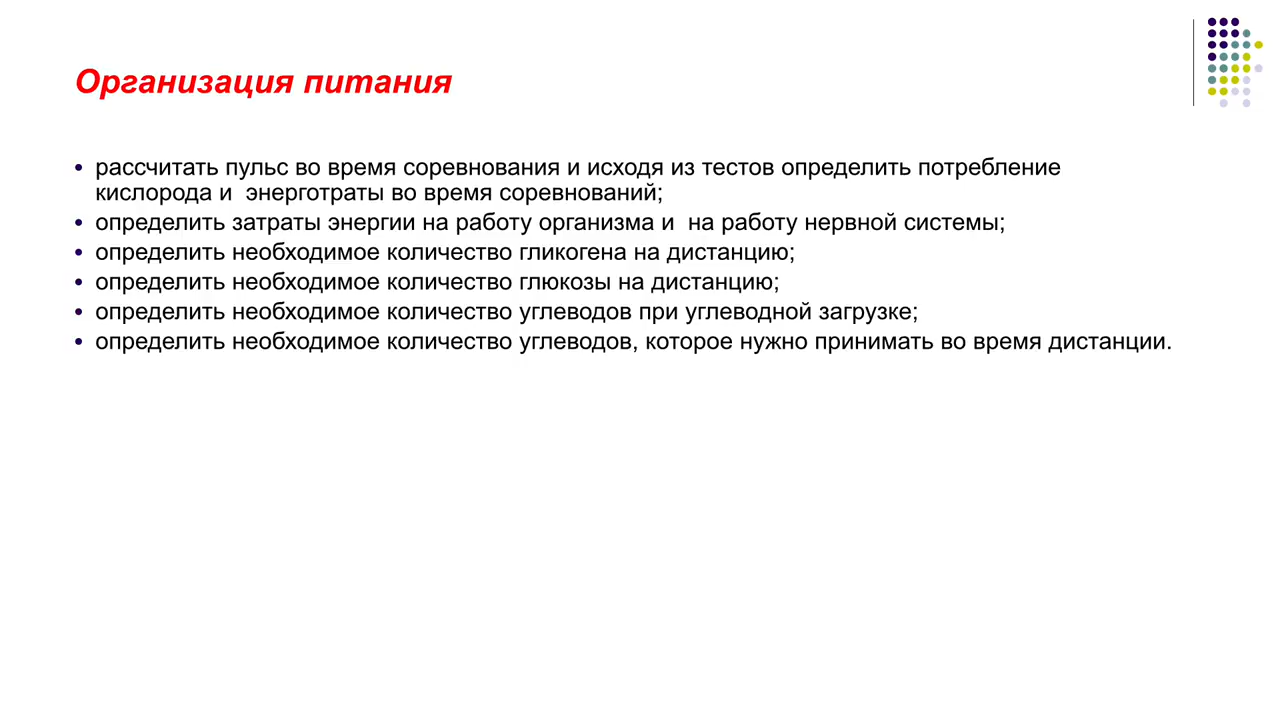 Организация питания
• рассчитать пульс во время соревнования и исходя из тестов определить потребление
кислорода и  энерготраты во время соревнований;
• определить затраты энергии на работу организма и  на работу нервной системы;
• определить необходимое количество гликогена на дистанцию;
• определить необходимое количество глюкозы на дистанцию;
• определить необходимое количество углеводов при углеводной загрузке;
• определить необходимое количество углеводов, которое нужно принимать во время дистанции.